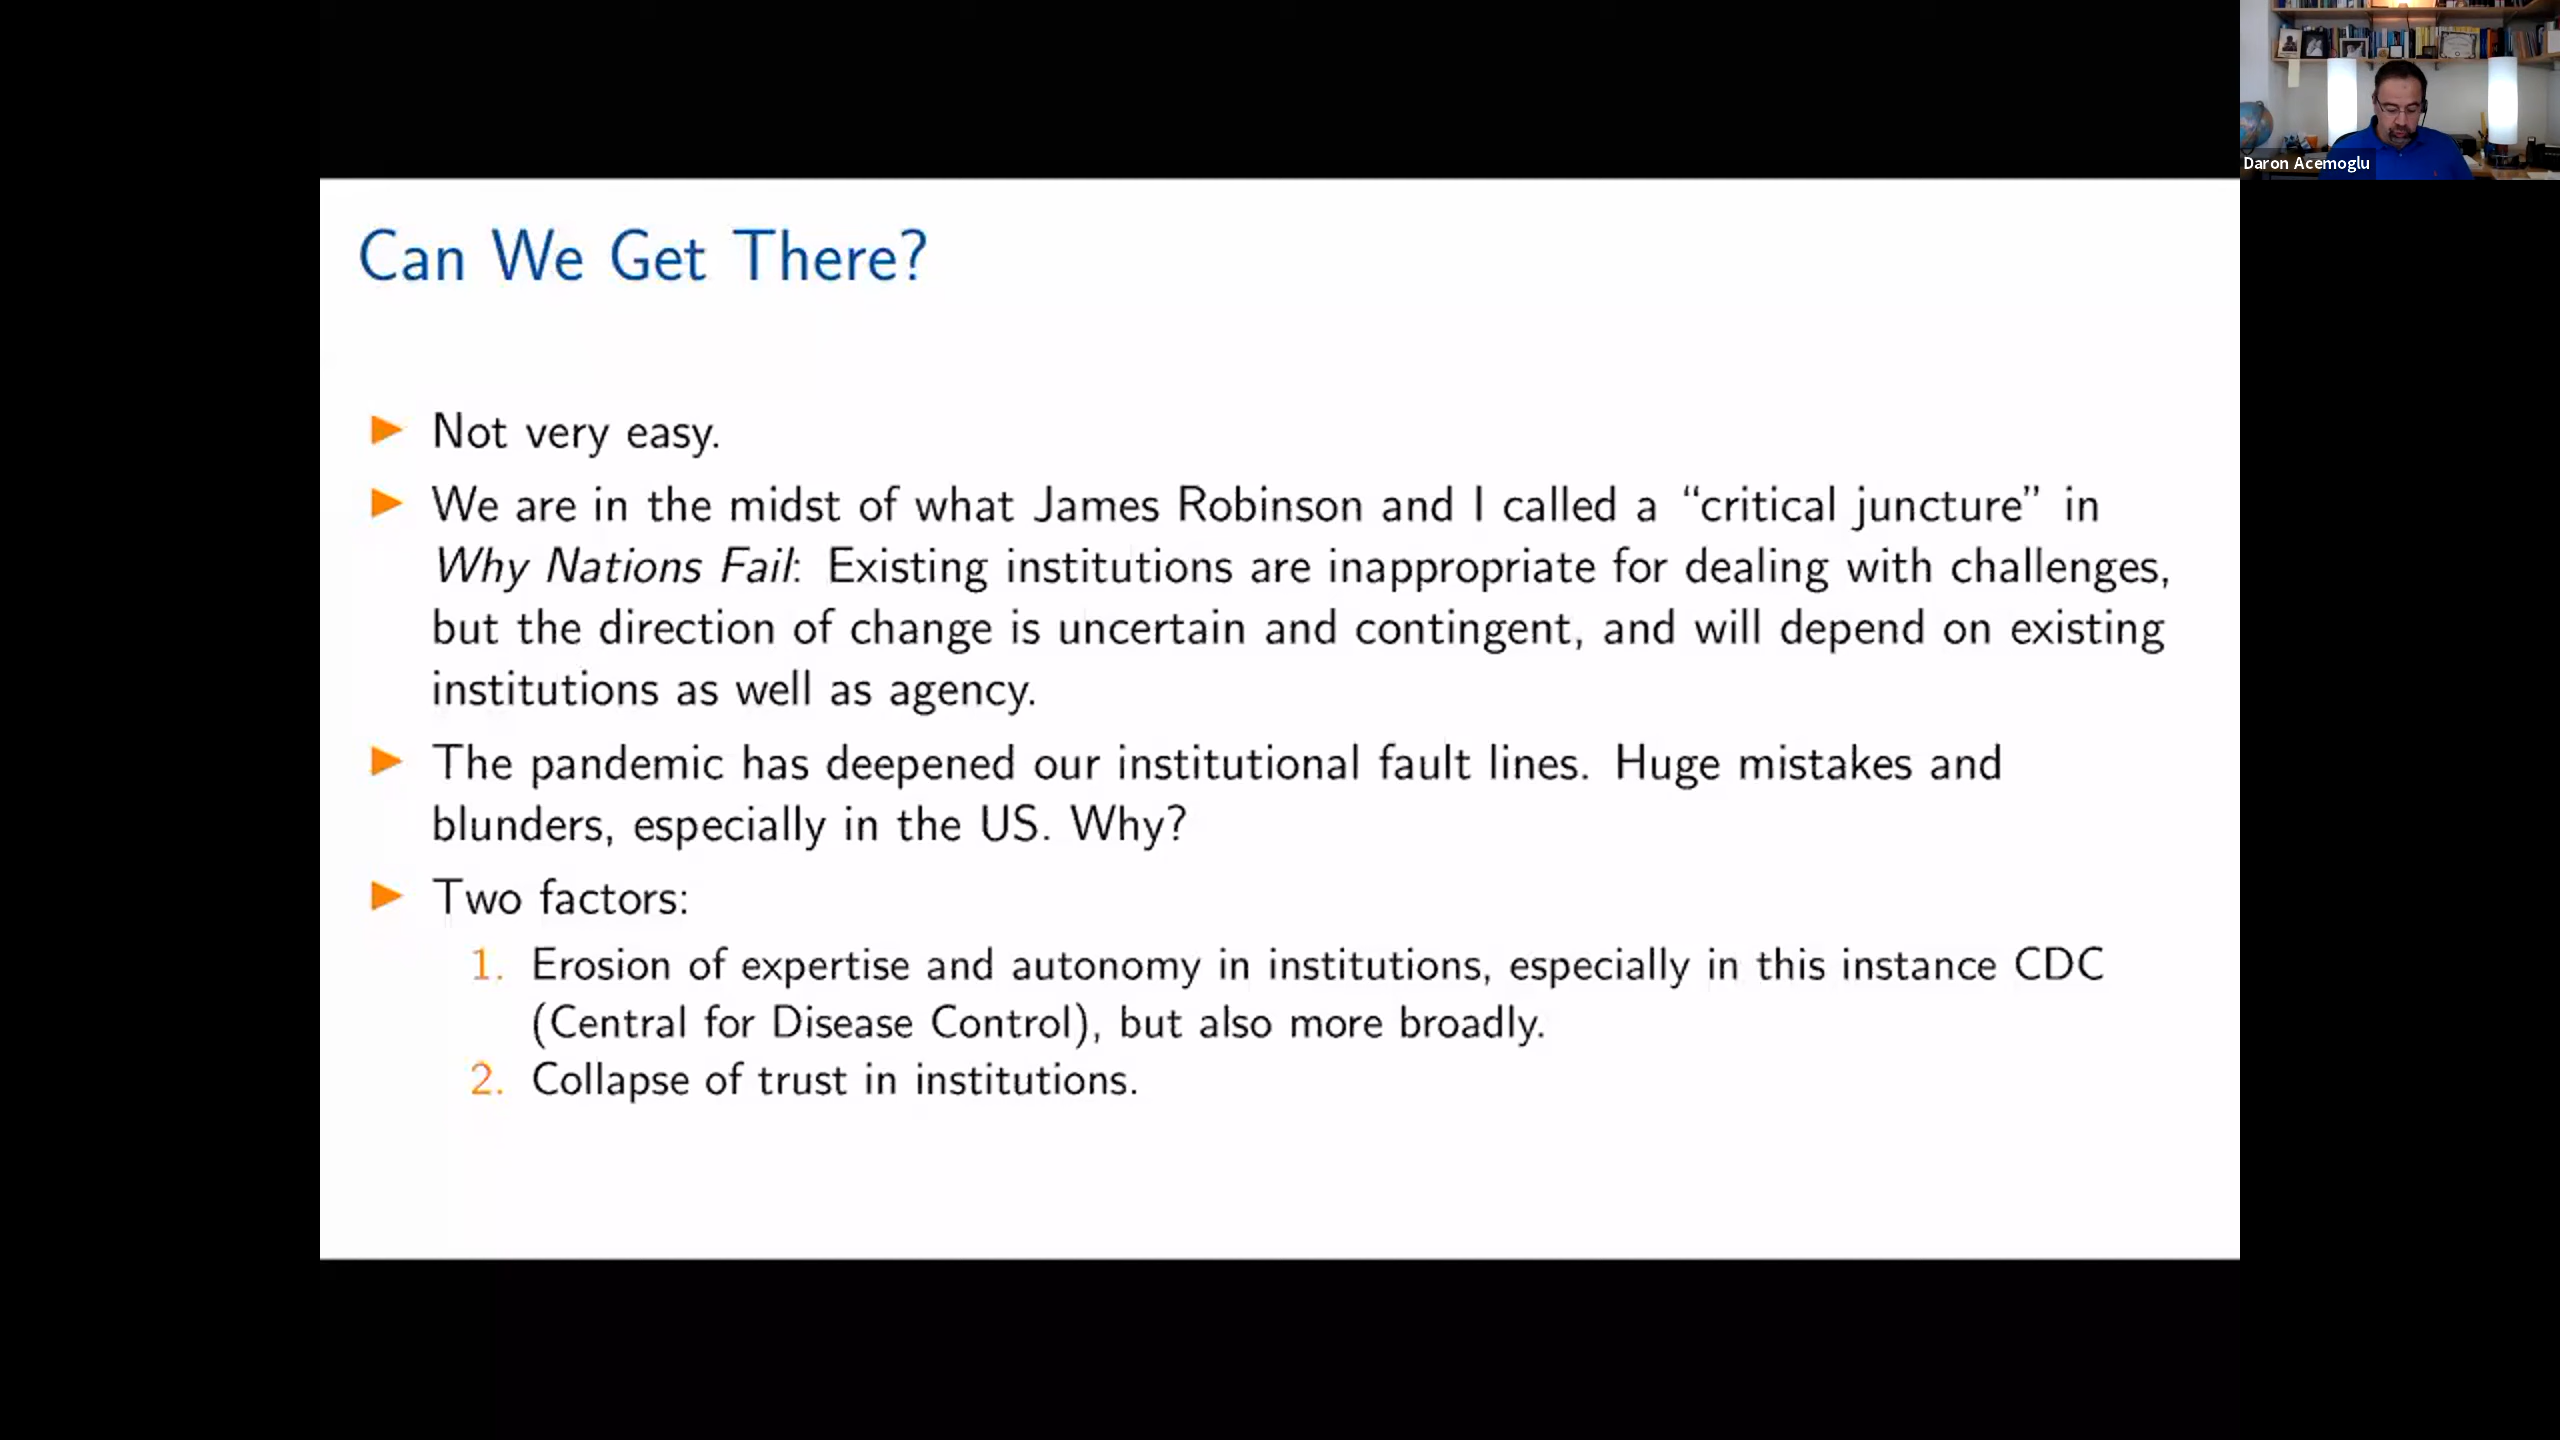 Daron Acemoglu
Can We Get There?
Not very easy.
We are in the midst of what James Robinson and I called a “critical juncture” in
Why Nations Fail: Existing institutions are inappropriate for dealing with challenges,
but the direction of change is uncertain and contingent, and will depend on existing
institutions as well as agency.
The pandemic has deepened our institutional fault lines. Huge mistakes and
blunders, especially in the US. Why?
Two factors:
1. Erosion of expertise and autonomy in institutions, especially in this instance CDC
(Central for Disease Control), but also more broadly.
2. Collapse of trust in institutions.